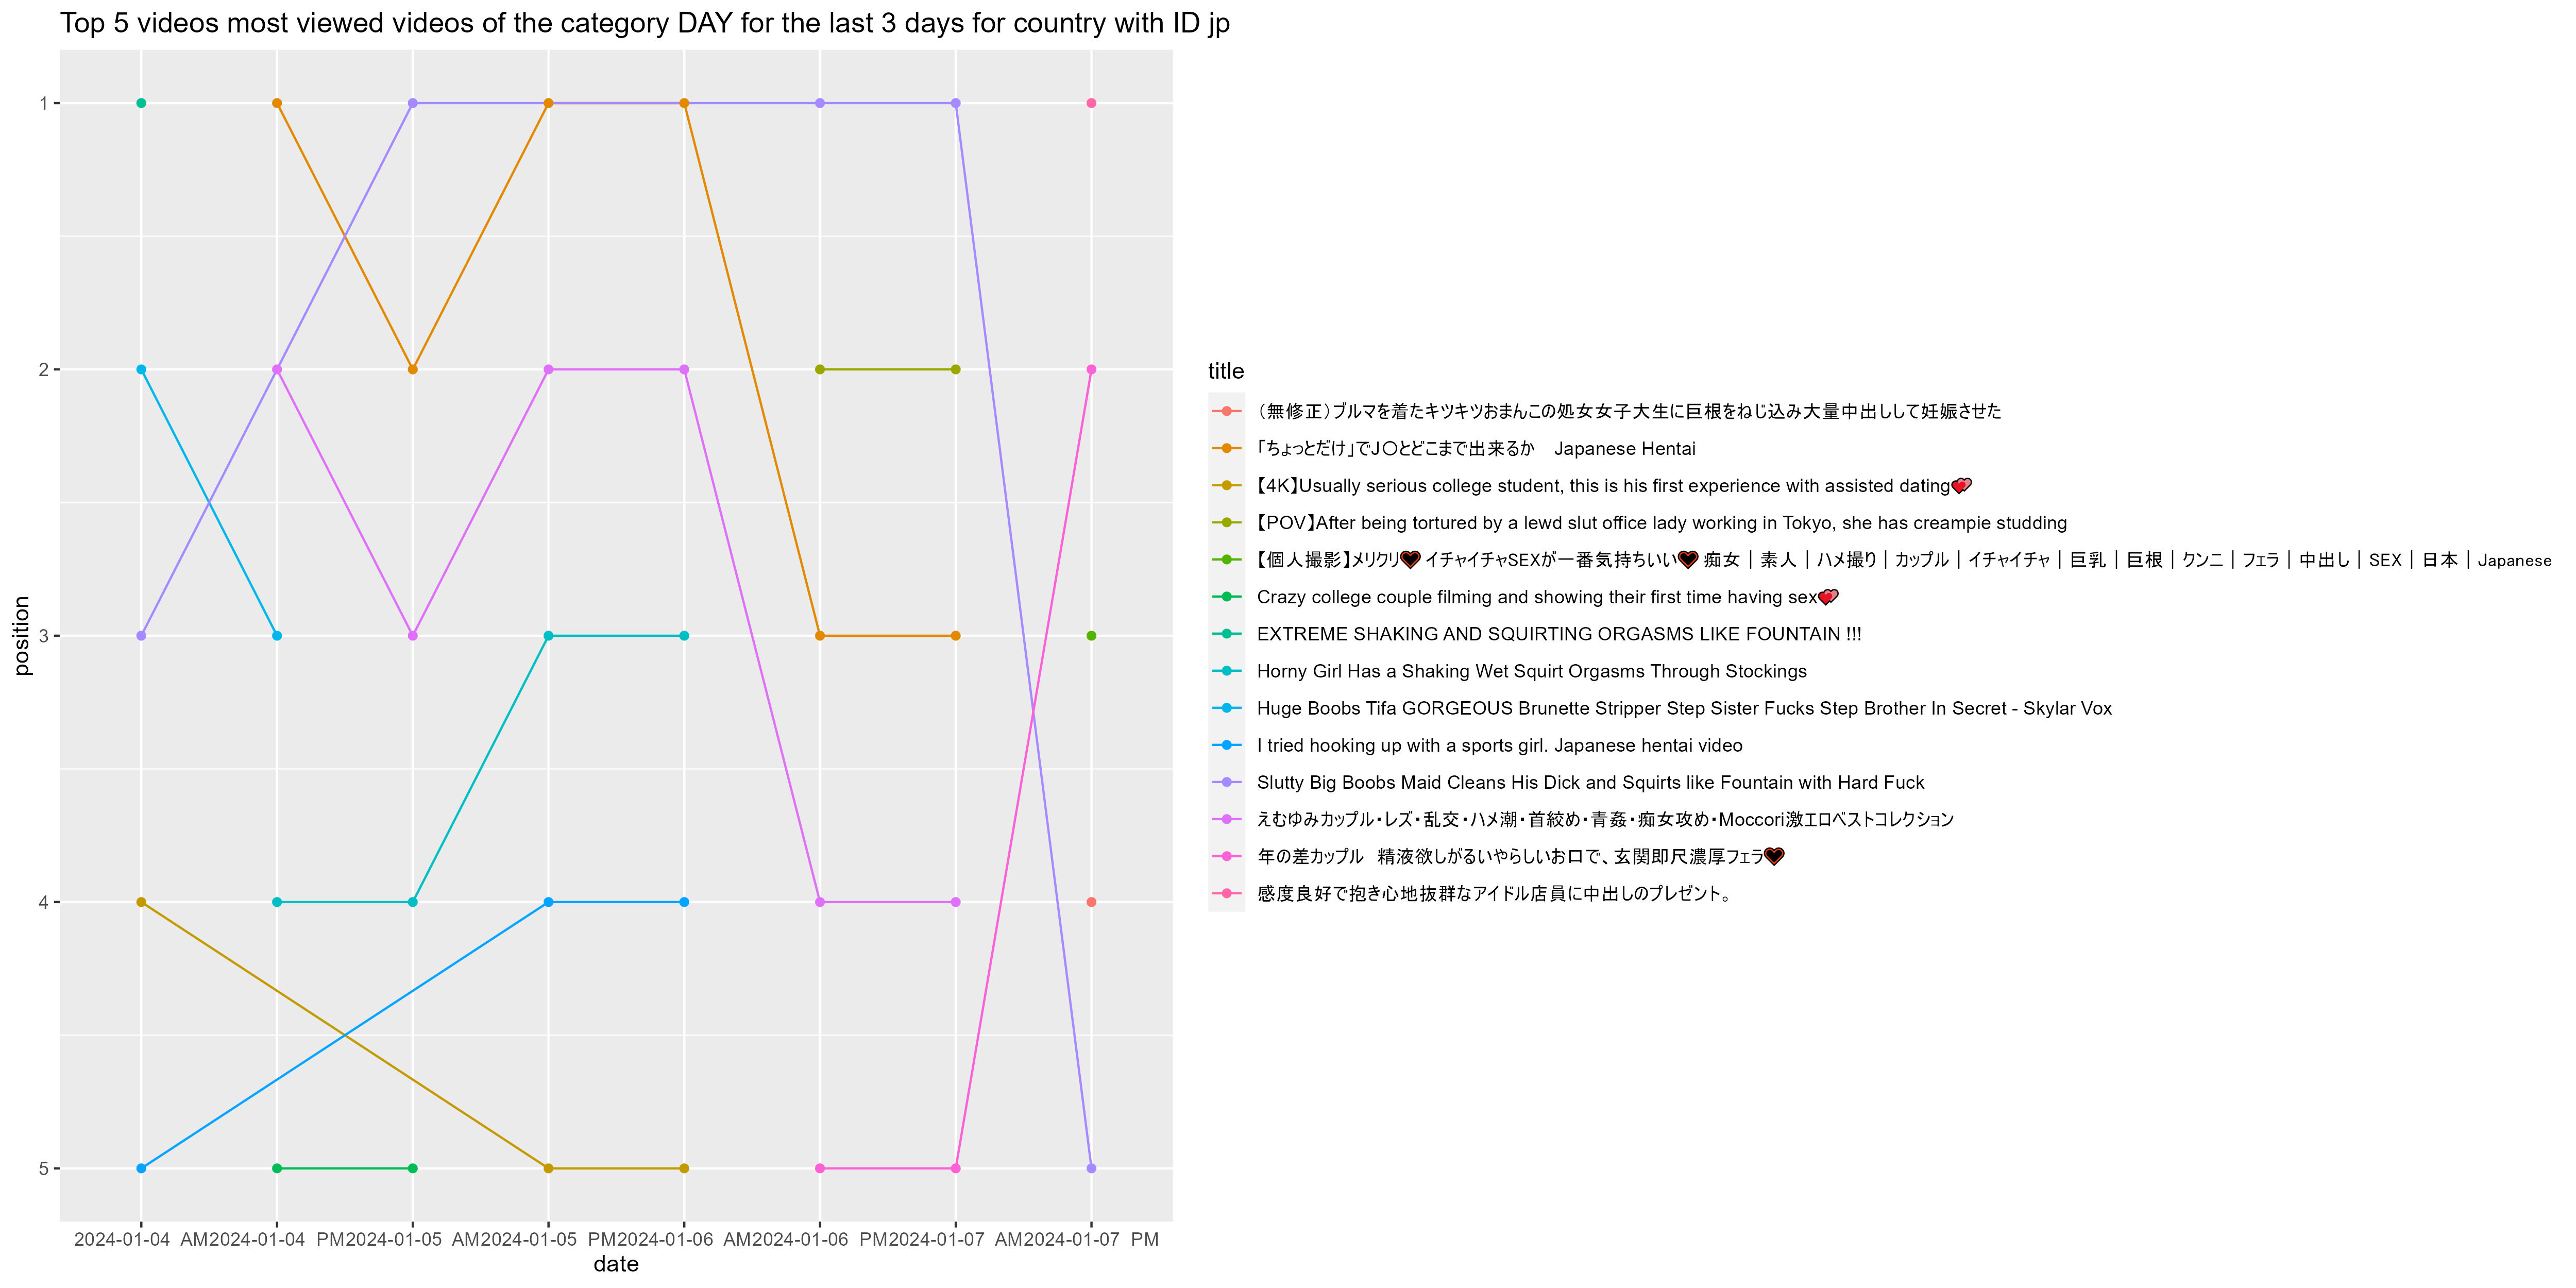 Top 5 videos most viewed videos of the category DAY for the last 3 days for country with ID jp
position
1
2
3
4
5
2024-01-04 AM
2024-01-04 PM
2024-01-05 AM
2024-01-05 PM
2024-01-06 AM
2024-01-06 PM
2024-01-07 AM
2024-01-07 PM
date
title
（無修正）ブルマを着たキツキツおまんこの処女女子大生に巨根をねじ込み大量中出しして妊娠させた
「ちょっとだけ」でJ〇とどこまで出来るか　Japanese Hentai
【4K】Usually serious college student, this is his first experience with assisted dating💕
【POV】After being tortured by a lewd slut office lady working in Tokyo, she has creampie studding
【個人撮影】メリクリ♥ イチャイチャSEXが一番気持ちいい♥ 痴女｜素人｜ハメ撮り｜カップル｜イチャイチャ｜巨乳｜巨根｜クンニ｜フェラ｜中出し｜SEX｜日本｜Japanese
Crazy college couple filming and showing their first time having sex💕
EXTREME SHAKING AND SQUIRTING ORGASMS LIKE FOUNTAIN !!!
Horny Girl Has a Shaking Wet Squirt Orgasms Through Stockings
Huge Boobs Tifa GORGEOUS Brunette Stripper Step Sister Fucks Step Brother In Secret - Skylar Vox
I tried hooking up with a sports girl. Japanese hentai video
Slutty Big Boobs Maid Cleans His Dick and Squirts like Fountain with Hard Fuck
えむゆみカップル・レズ・乱交・ハメ潮・首絞め・青姦・痴女攻め・Moccori激エロベストコレクション
年の差カップル　精液欲しがるいやらしいお口で、玄関即尺濃厚フェラ♥
感度良好で抱き心地抜群なアイドル店員に中出しのプレゼント。